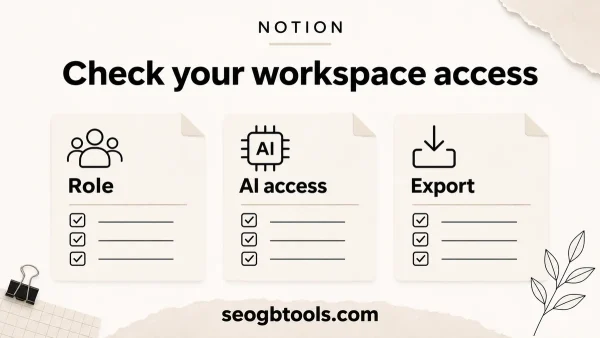 NOTION
Check your workspace access
Role
AI
AI access
Export
seogbtools.com